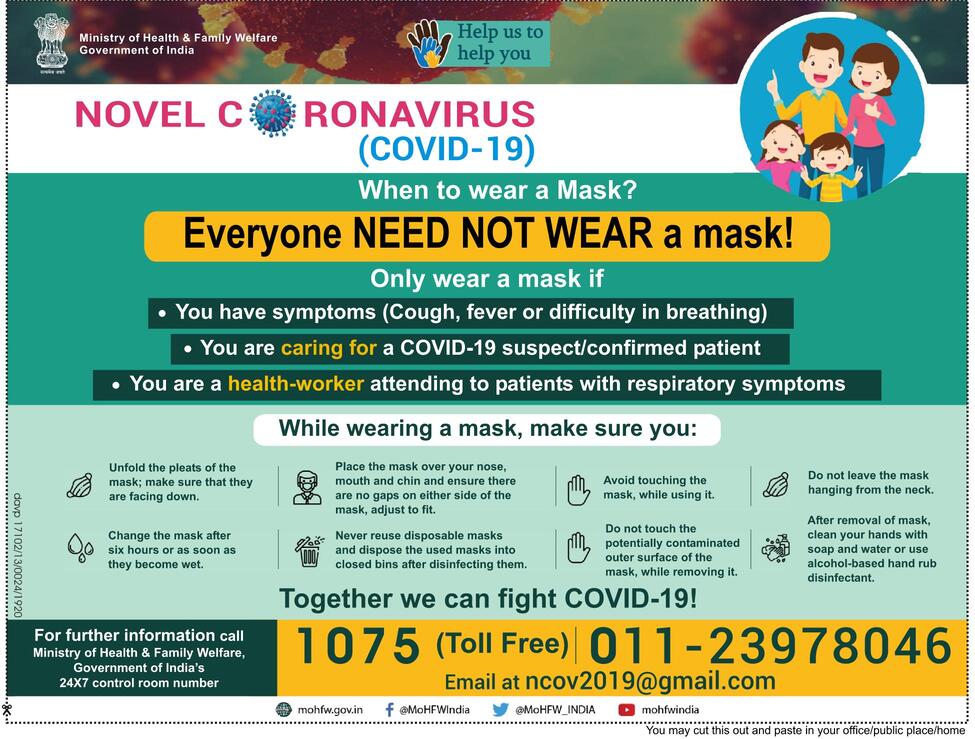 Ministry of Health & Family Welfare
Government of India
सत्यमेव जयते
Help us to
help you
NOVEL C RONAVIRUS
(COVID-19)
When to wear a Mask?
Everyone NEED NOT WEAR a mask!
Only wear a mask if
• You have symptoms (Cough, fever or difficulty in breathing)
• You are caring for a COVID-19 suspect/confirmed patient
• You are a health-worker attending to patients with respiratory symptoms
While wearing a mask, make sure you:
Unfold the pleats of the
mask; make sure that they
are facing down.
Place the mask over your nose,
mouth and chin and ensure there
are no gaps on either side of the
mask, adjust to fit.
Avoid touching the
mask, while using it.
Do not leave the mask
hanging from the neck.
Change the mask after
six hours or as soon as
they become wet.
Never reuse disposable masks
and dispose the used masks into
closed bins after disinfecting them.
Do not touch the
potentially contaminated
outer surface of the
mask, while removing it.
After removal of mask,
clean your hands with
soap and water or use
alcohol-based hand rub
disinfectant.
davp 17102/13/0024/1920
Together we can fight COVID-19!
For further information call
Ministry of Health & Family Welfare,
Government of India's
24X7 control room number
1075 (Toll Free) 011-23978046
Email at ncov2019@gmail.com
mohfw.gov.in @MoHFWIndia @MoHFW_INDIA mohfwindia
You may cut this out and paste in your office/public place/home